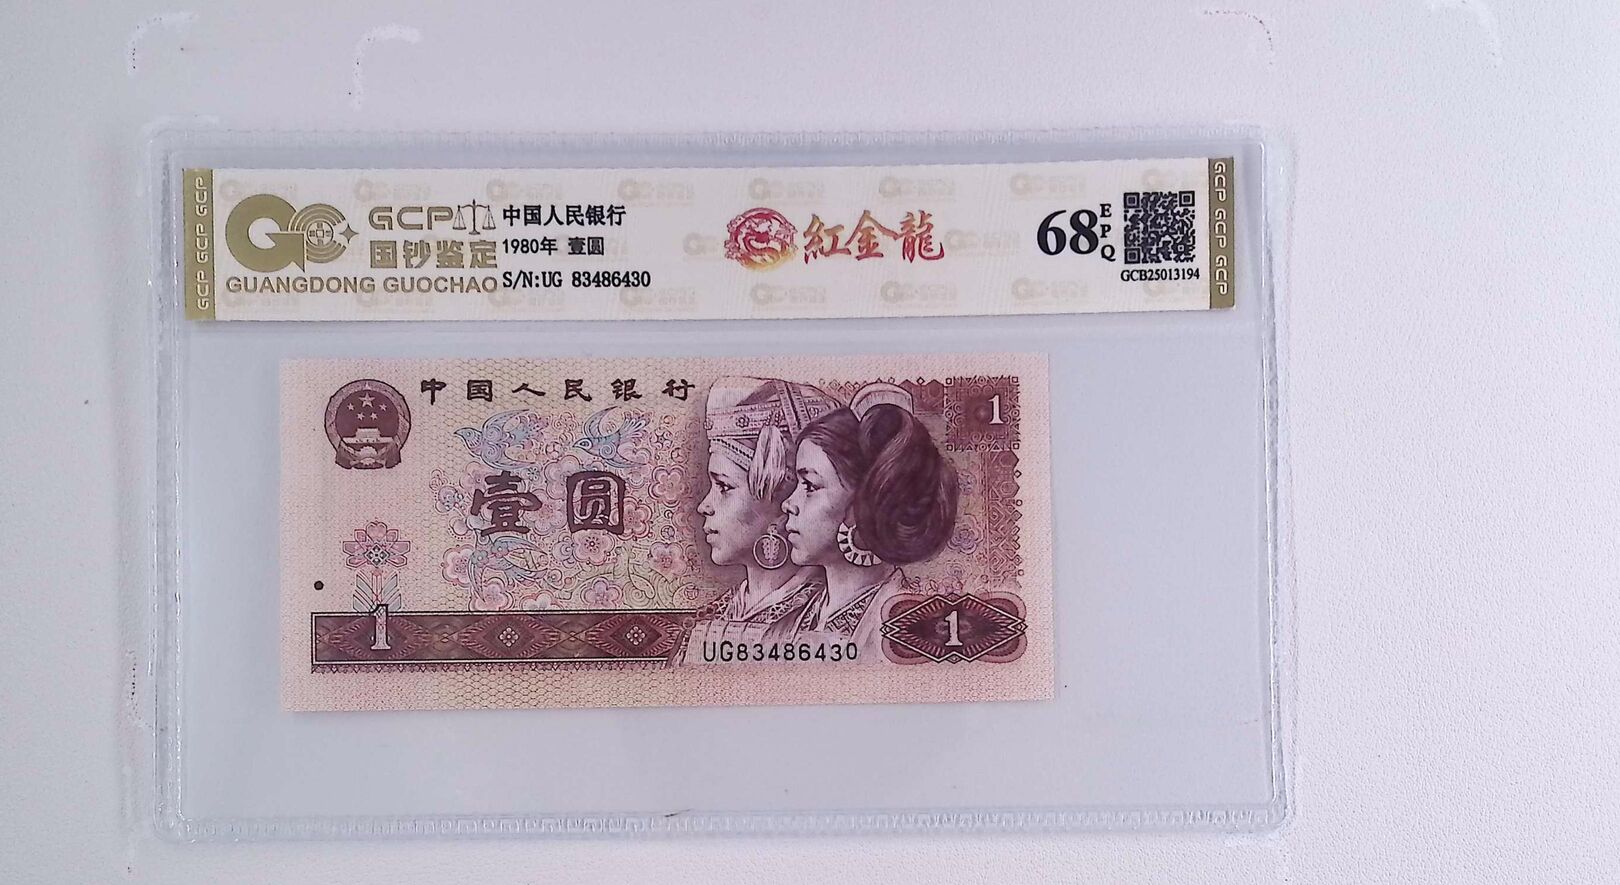 GCP GCP GCP
GCP
国钞鉴定
GUANGDONG GUOCHAO
中国人民银行
1980年 壹圆
S/N:UG 83486430
紅金龍
68
EPQ
GCB25013194
GCP GCP GCP
中国人民银行
1
壹圆
1
UG83486430
1